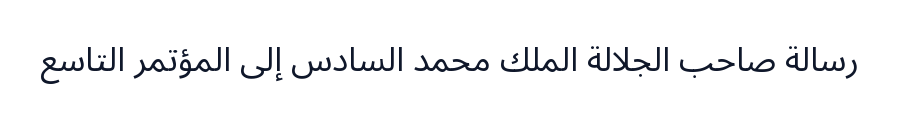 رسالة صاحب الجلالة الملك محمد السادس إلى المؤتمر التاسع